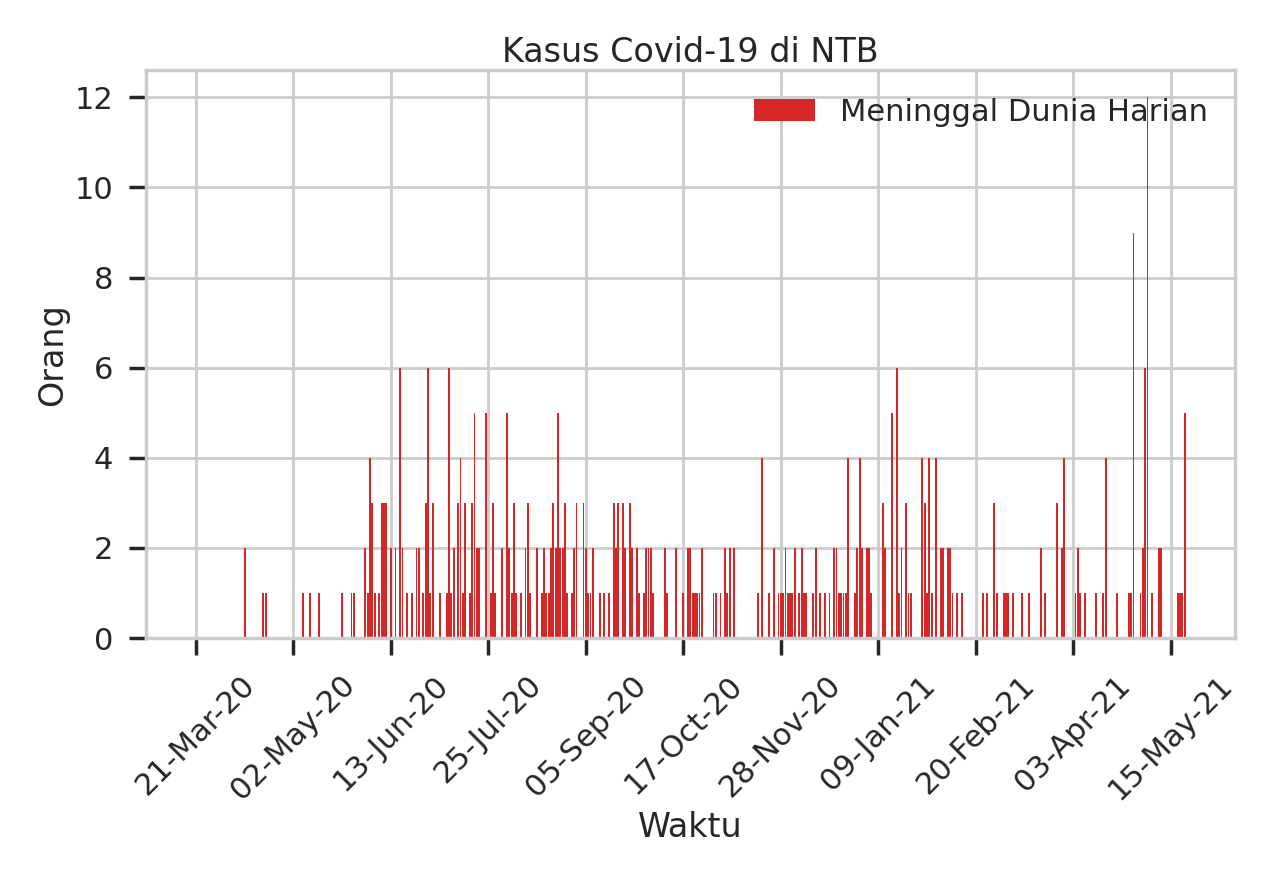 Kasus Covid-19 di NTB
Meninggal Dunia Harian
12
10
8
6
4
2
0
Orang
21-Mar-20
02-May-20
13-Jun-20
25-Jul-20
05-Sep-20
17-Oct-20
28-Nov-20
09-Jan-21
20-Feb-21
03-Apr-21
15-May-21
Waktu